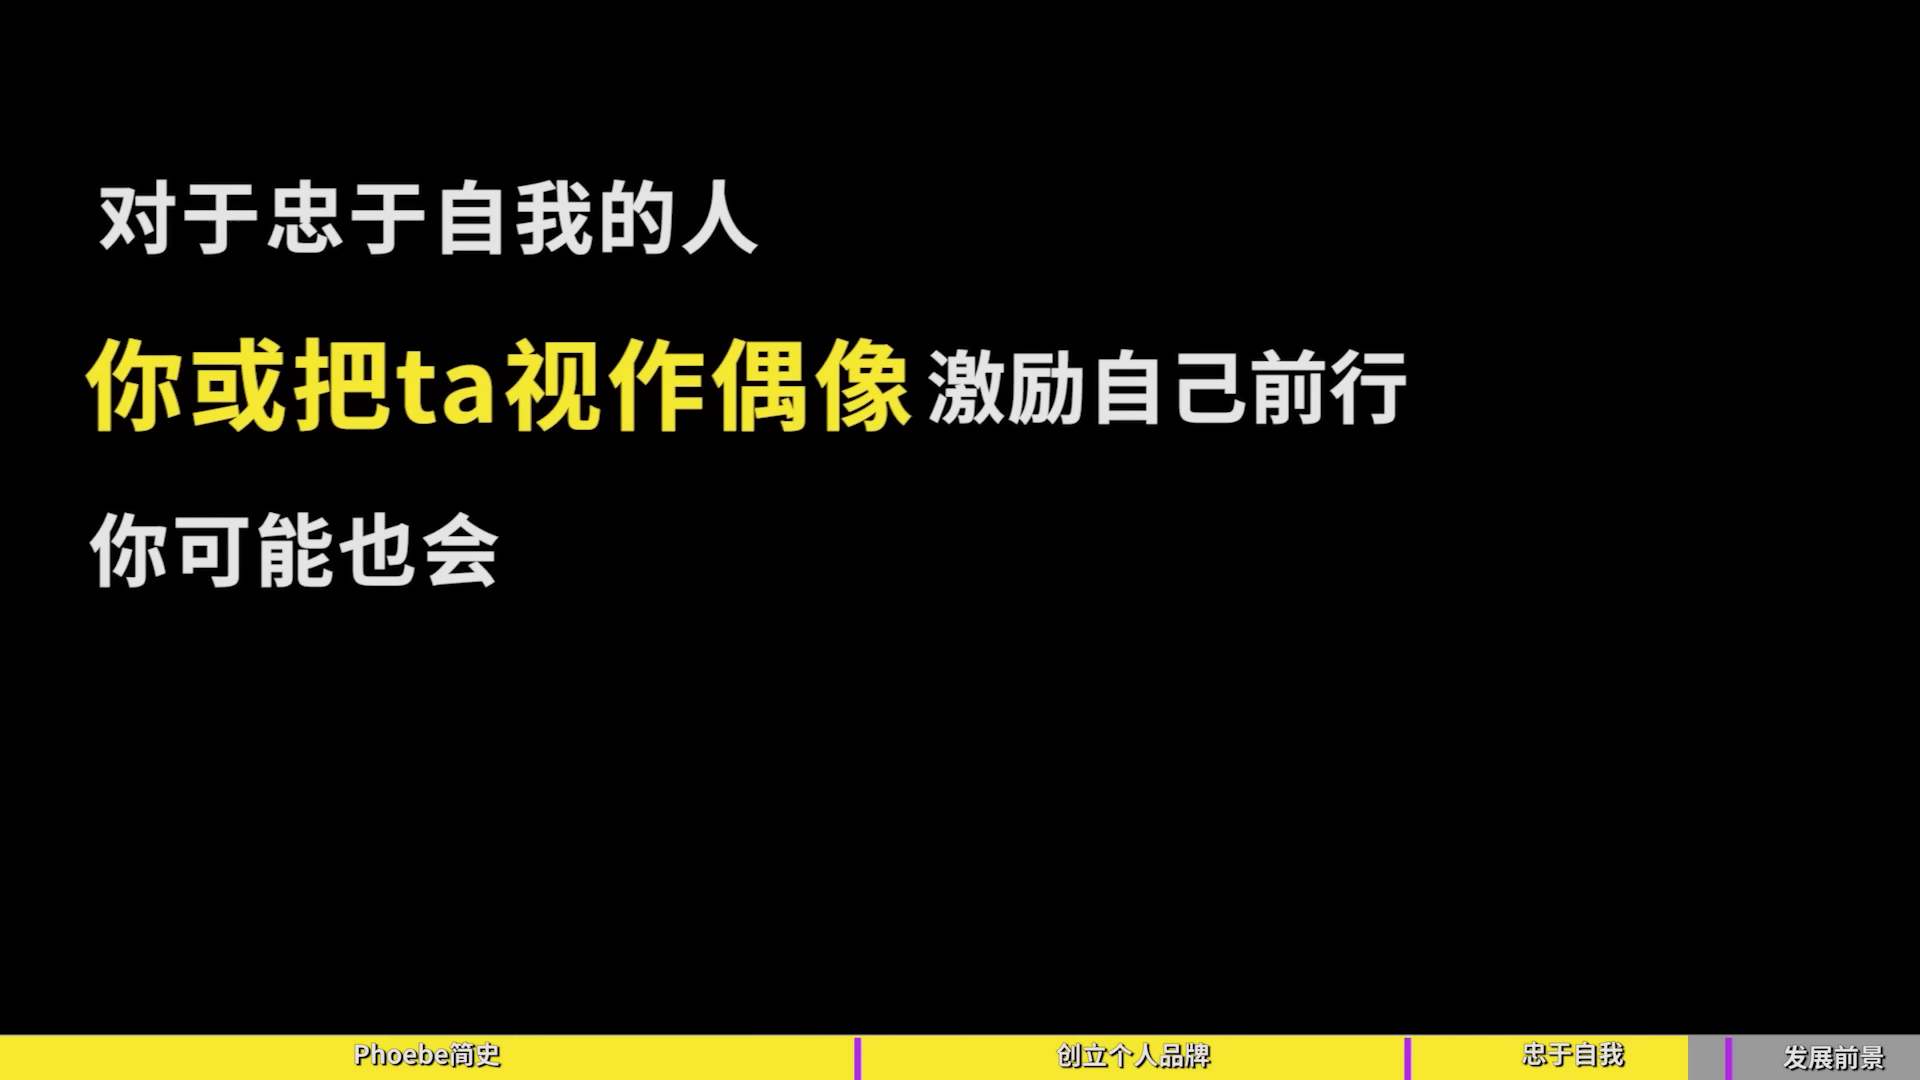 对于忠于自我的人
你或把ta视作偶像 激励自己前行
你可能也会
Phoebe简史
创立个人品牌
忠于自我
发展前景